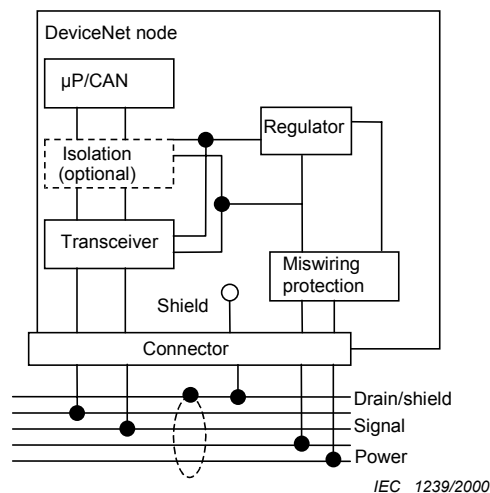 DeviceNet node
µP/CAN
Regulator
Isolation
(optional)
Transceiver
Miswiring
protection
Shield
Connector
Drain/shield
Signal
Power
IEC 1239/2000